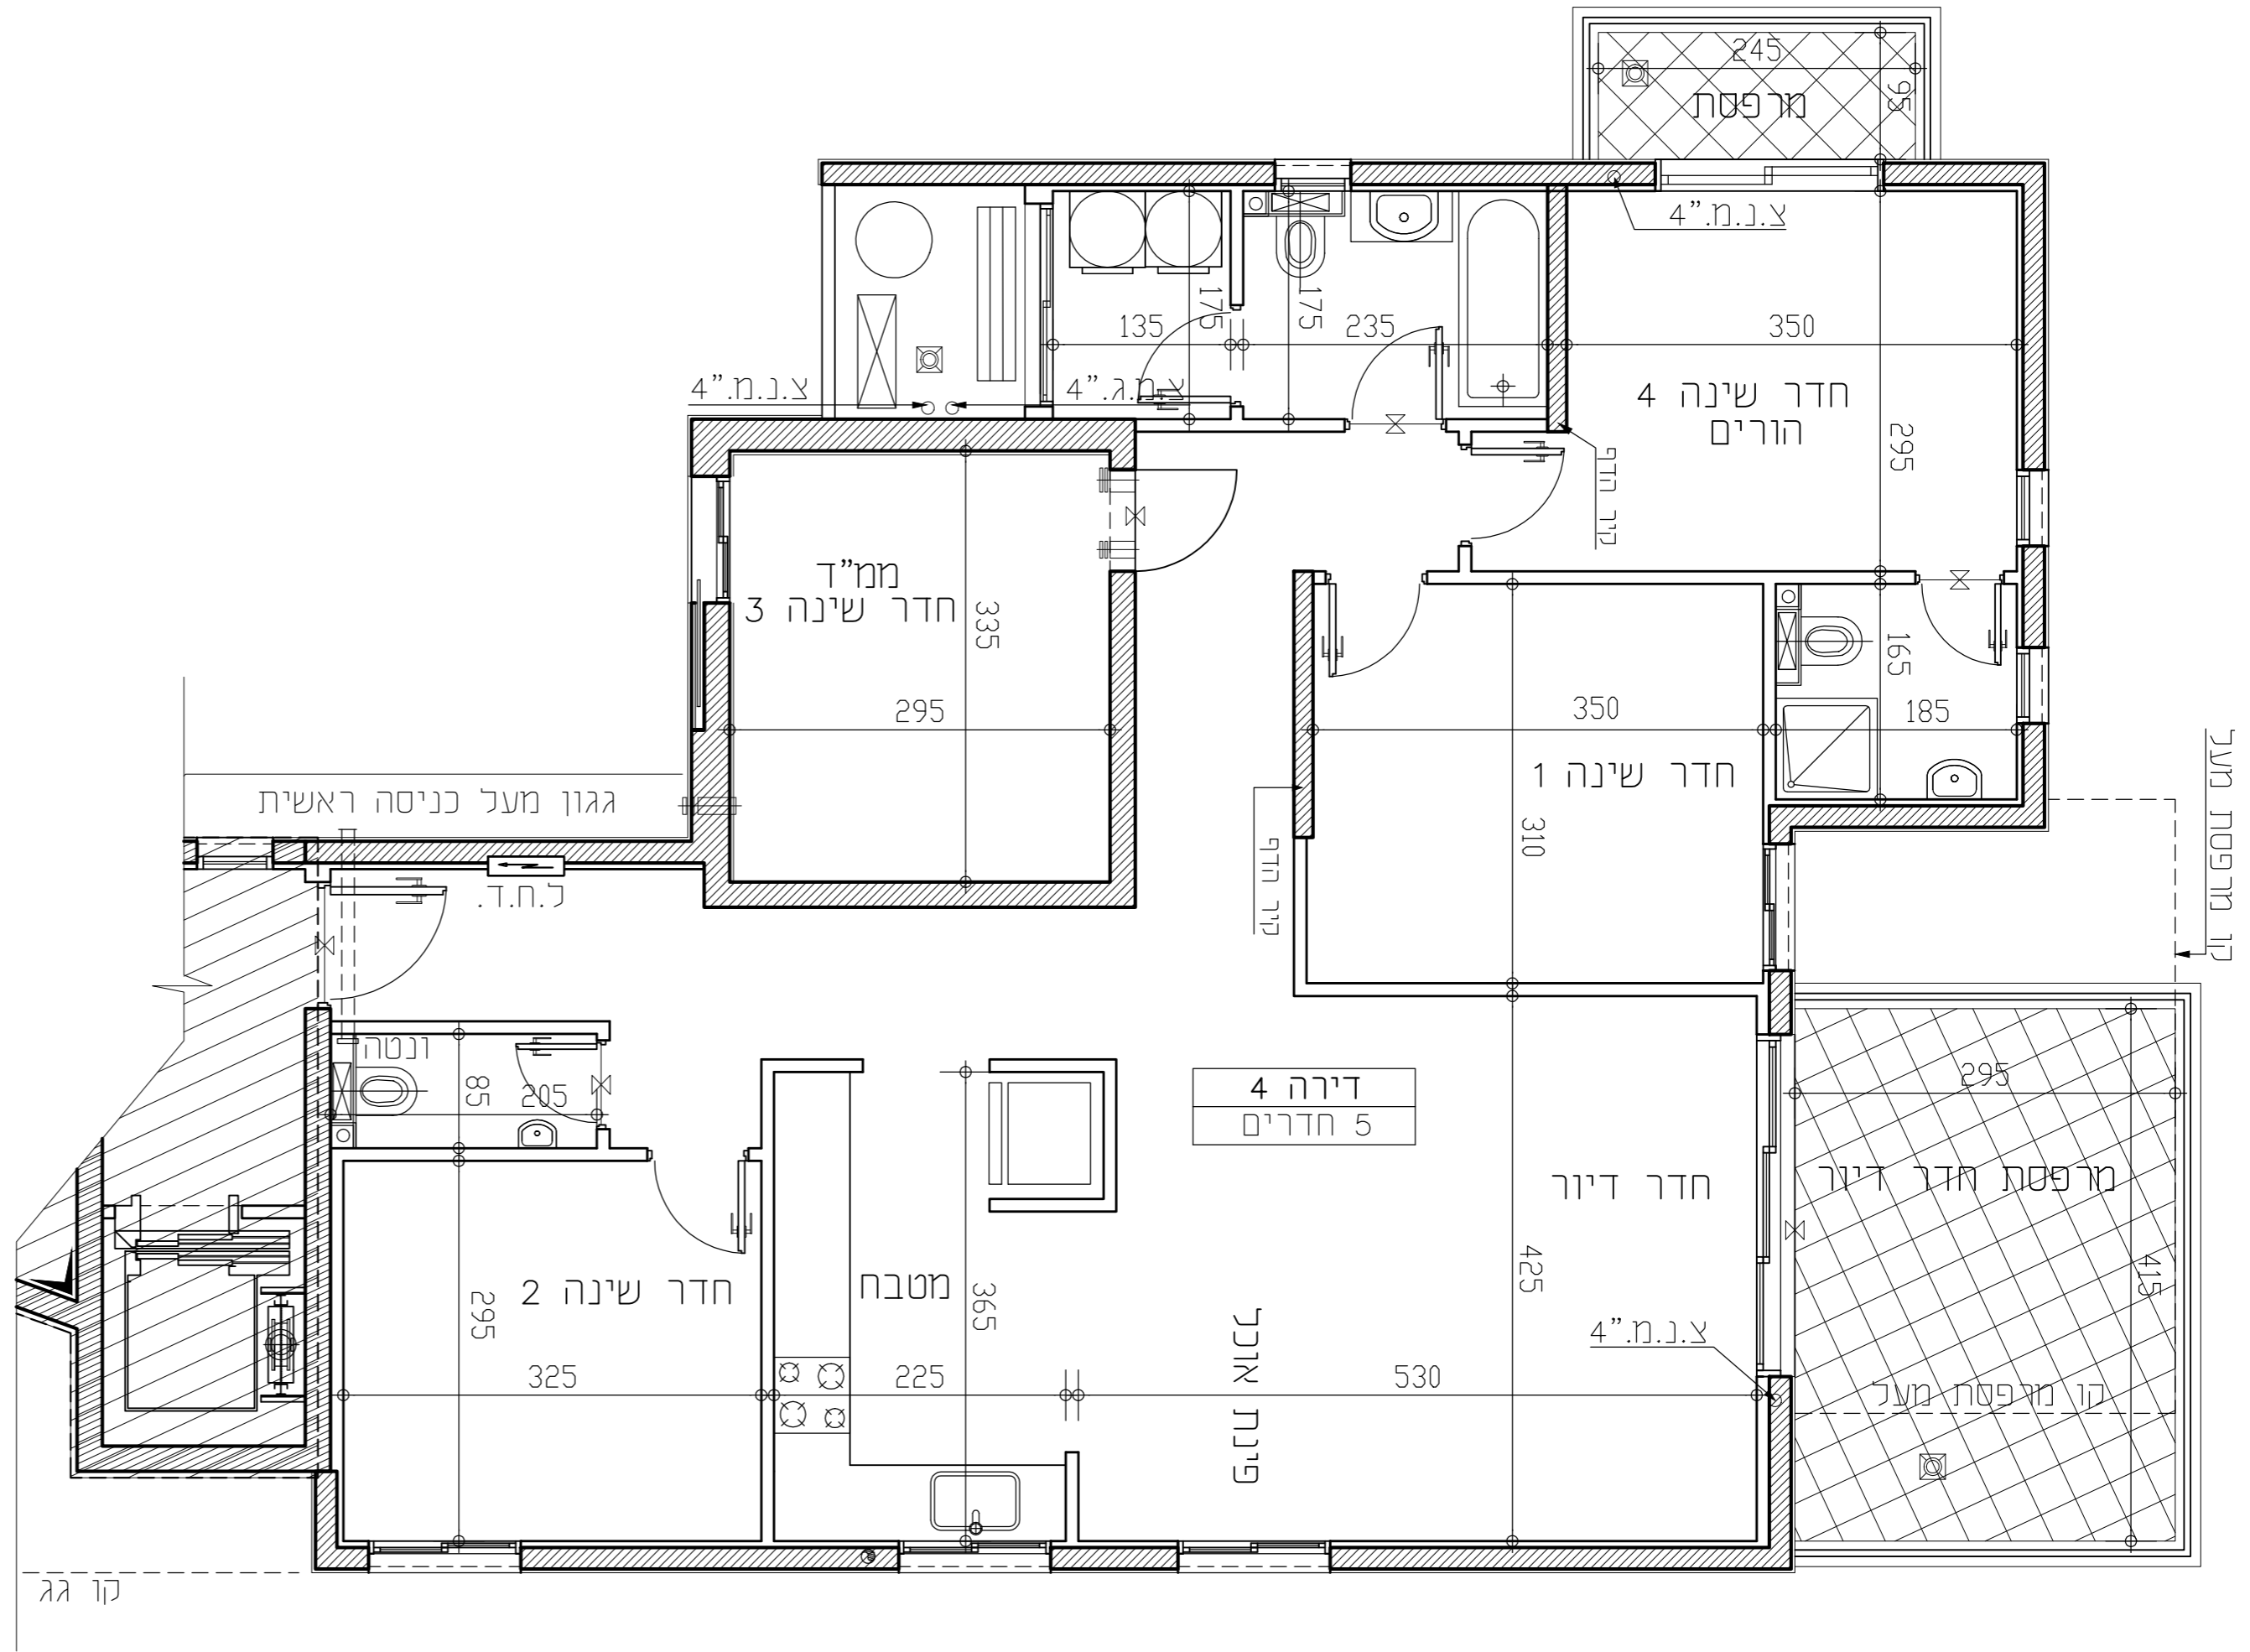 245
95
מרפסת
צ.נ.מ.”4
175
175
135
235
350
צ.נ.מ.”4
צ.מ.ג.”4
חדר שינה 4
הורים
295
קיר הדף
ממ”ד
חדר שינה 3
335
295
350
165
185
חדר שינה 1
310
קיר הדף
קו מרפסת מעל
גגון מעל כניסה ראשית
ל.ח.ד.
ונטה
85
205
דירה 4
5 חדרים
295
מרפסת חדר דיור
415
חדר דיור
425
חדר שינה 2
295
325
מטבח
365
225
פינת אוכל
530
צ.נ.מ.”4
קו מרפסת מעל
קו גג